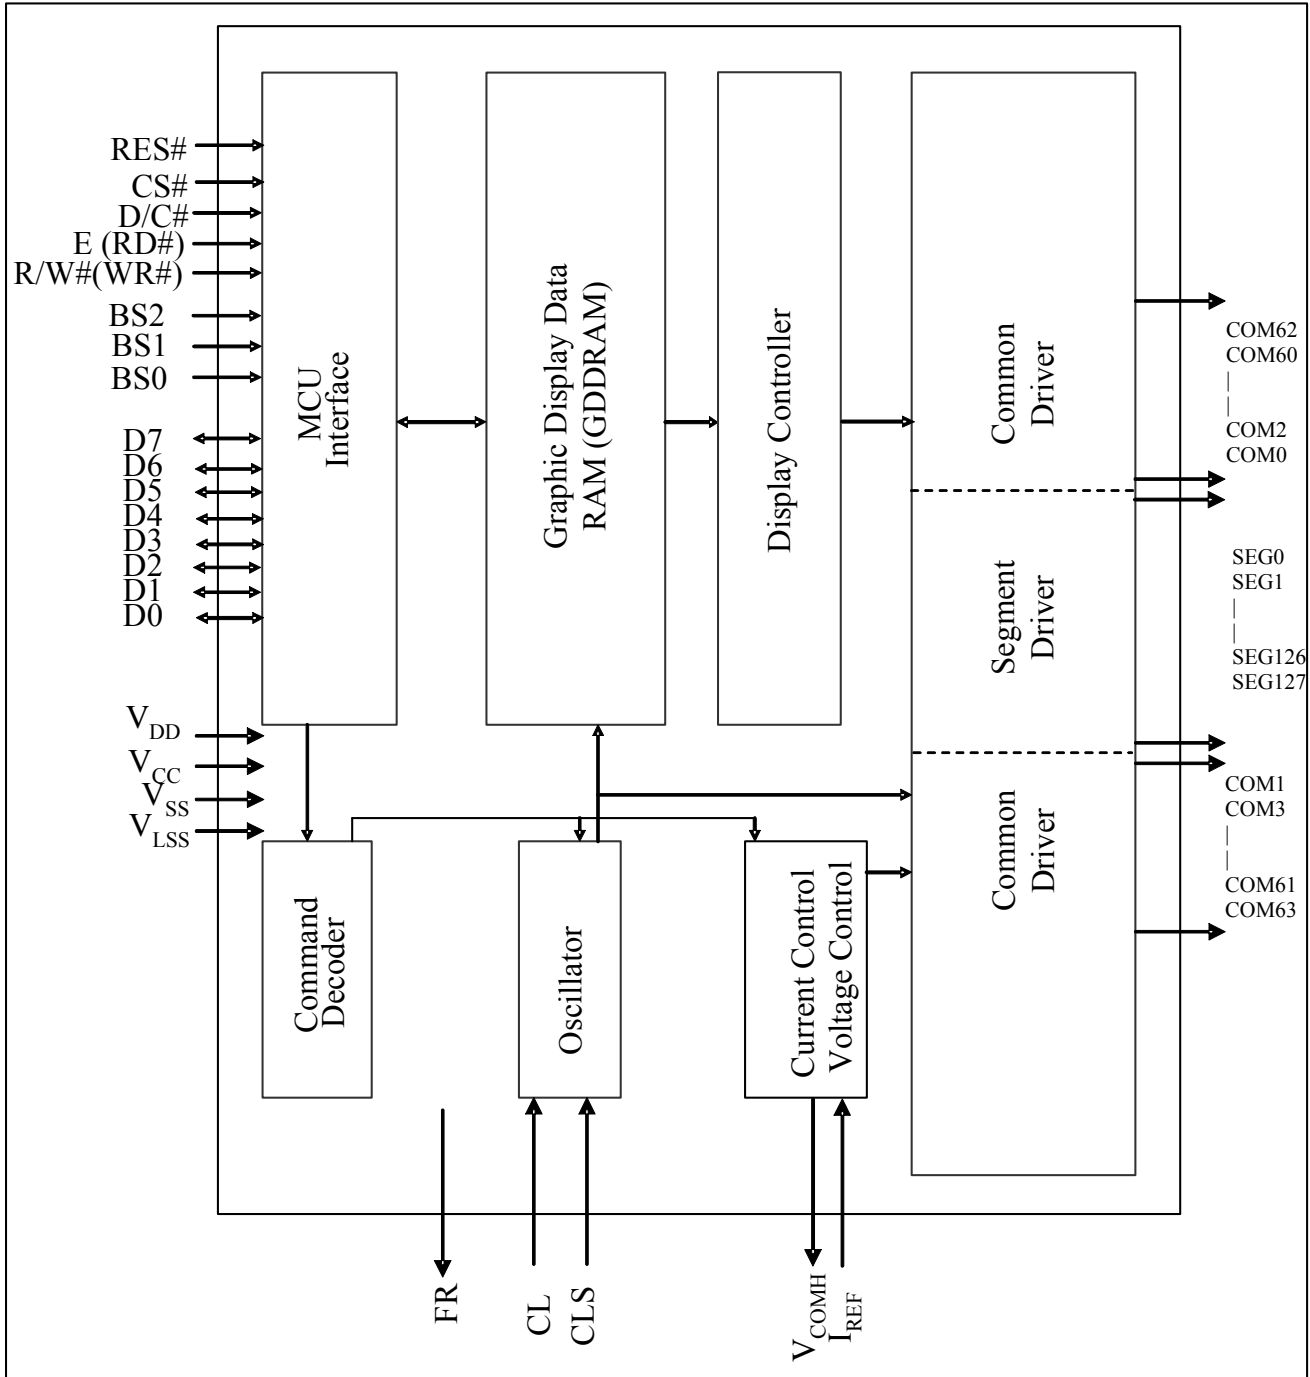 RES#
CS#
D/C#
E (RD#)
R/W#(WR#)
BS2
BS1
BS0
D7
D6
D5
D4
D3
D2
D1
D0
VDD
VCC
VSS
VLSS
MCU
Interface
Graphic Display Data
RAM (GDDRAM)
Display Controller
Common
Driver
Segment
Driver
Common
Driver
Command
Decoder
Oscillator
Current Control
Voltage Control
COM62
COM60
|
|
COM2
COM0
SEG0
SEG1
|
|
SEG126
SEG127
COM1
COM3
|
|
COM61
COM63
FR
CL
CLS
VCOMH
IREF